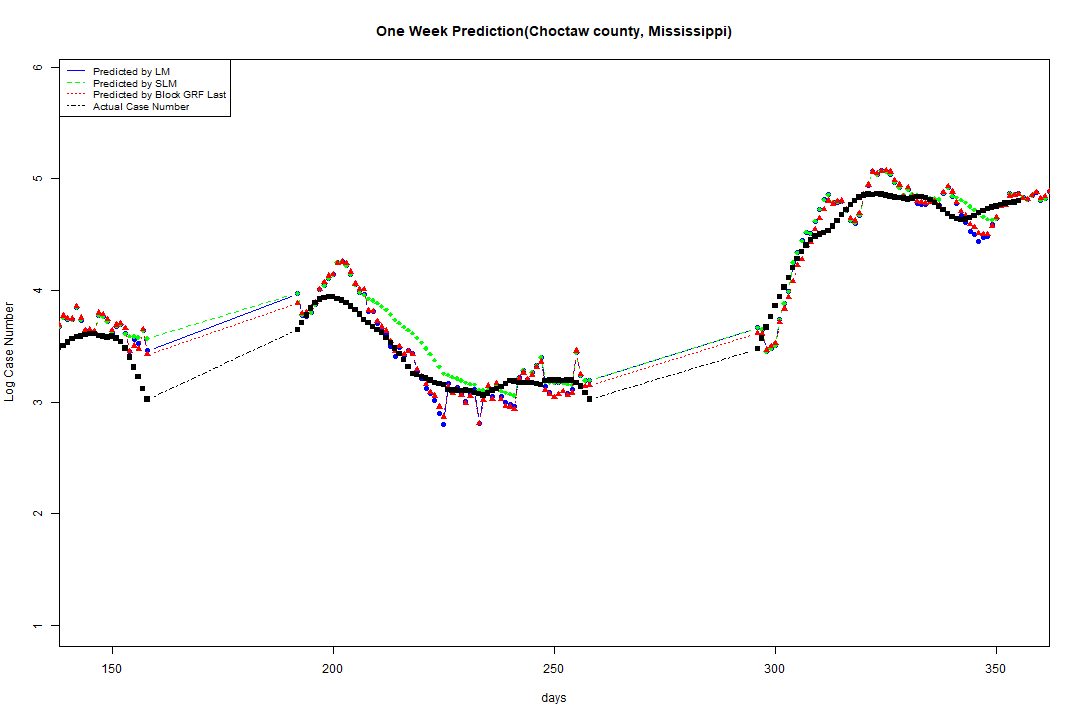 One Week Prediction(Choctaw county, Mississippi)
Predicted by LM
Predicted by SLM
Predicted by Block GRF Last
Actual Case Number
6
5
4
3
2
1
Log Case Number
150 200 250 300 350
days